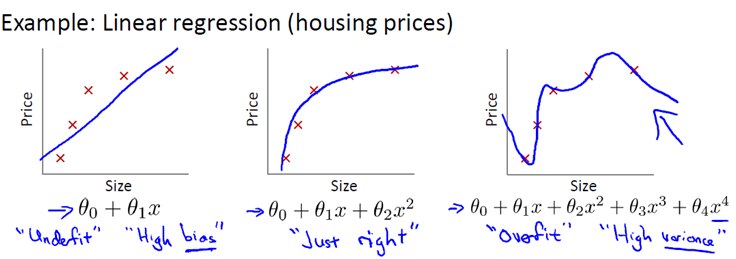 Example: Linear regression (housing prices)
Price
Size
→ θ₀ + θ₁x
"Underfit" "High bias"
Price
Size
→ θ₀ + θ₁x + θ₂x²
"Just right"
Price
Size
→ θ₀ + θ₁x + θ₂x² + θ₃x³ + θ₄x⁴
"Overfit" "High variance"